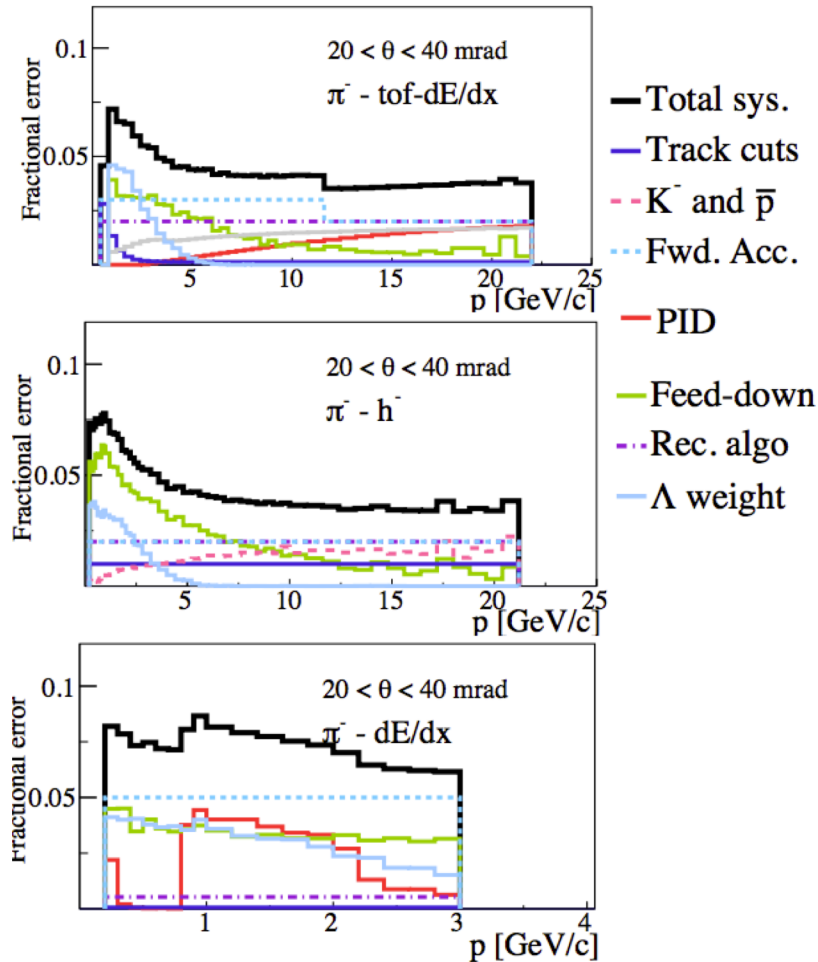 Fractional error
0.1
0.05
20 < θ < 40 mrad
π⁻ - tof-dE/dx
5 10 15 20 25
p [GeV/c]
Total sys.
Track cuts
K⁻ and p̅
Fwd. Acc.
PID
Feed-down
Rec. algo
Λ weight
Fractional error
0.1
0.05
20 < θ < 40 mrad
π⁻ - h⁻
5 10 15 20 25
p [GeV/c]
Fractional error
0.1
0.05
20 < θ < 40 mrad
π⁻ - dE/dx
1 2 3 4
p [GeV/c]